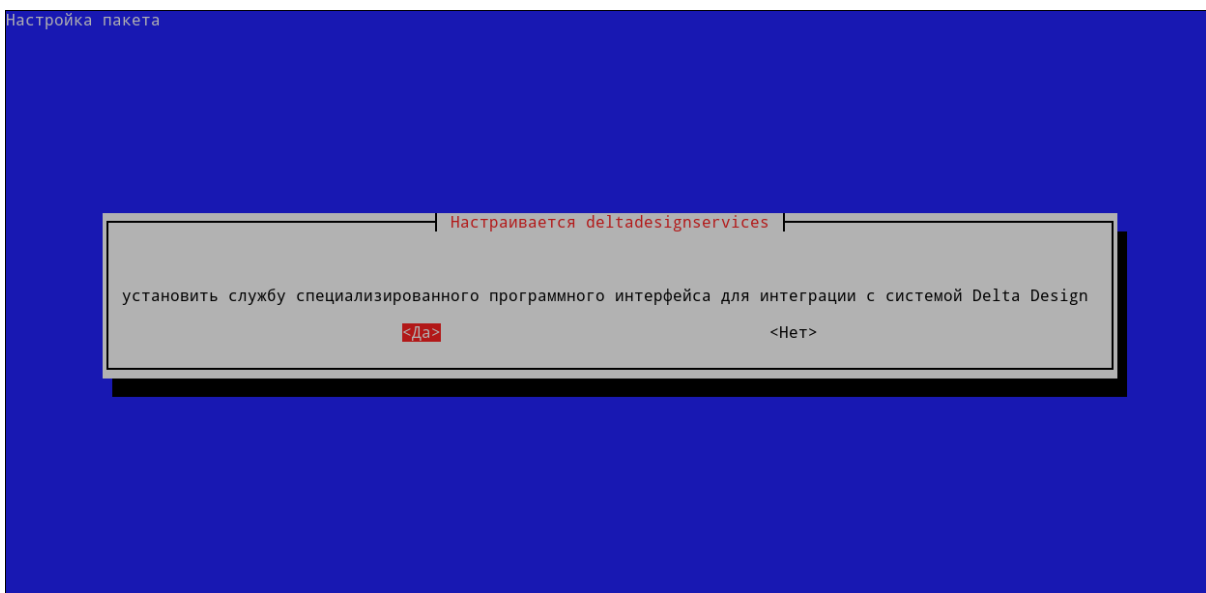 Настройка пакета
Настраивается deltadesignservices
установить службу специализированного программного интерфейса для интеграции с системой Delta Design
<Да> <Нет>